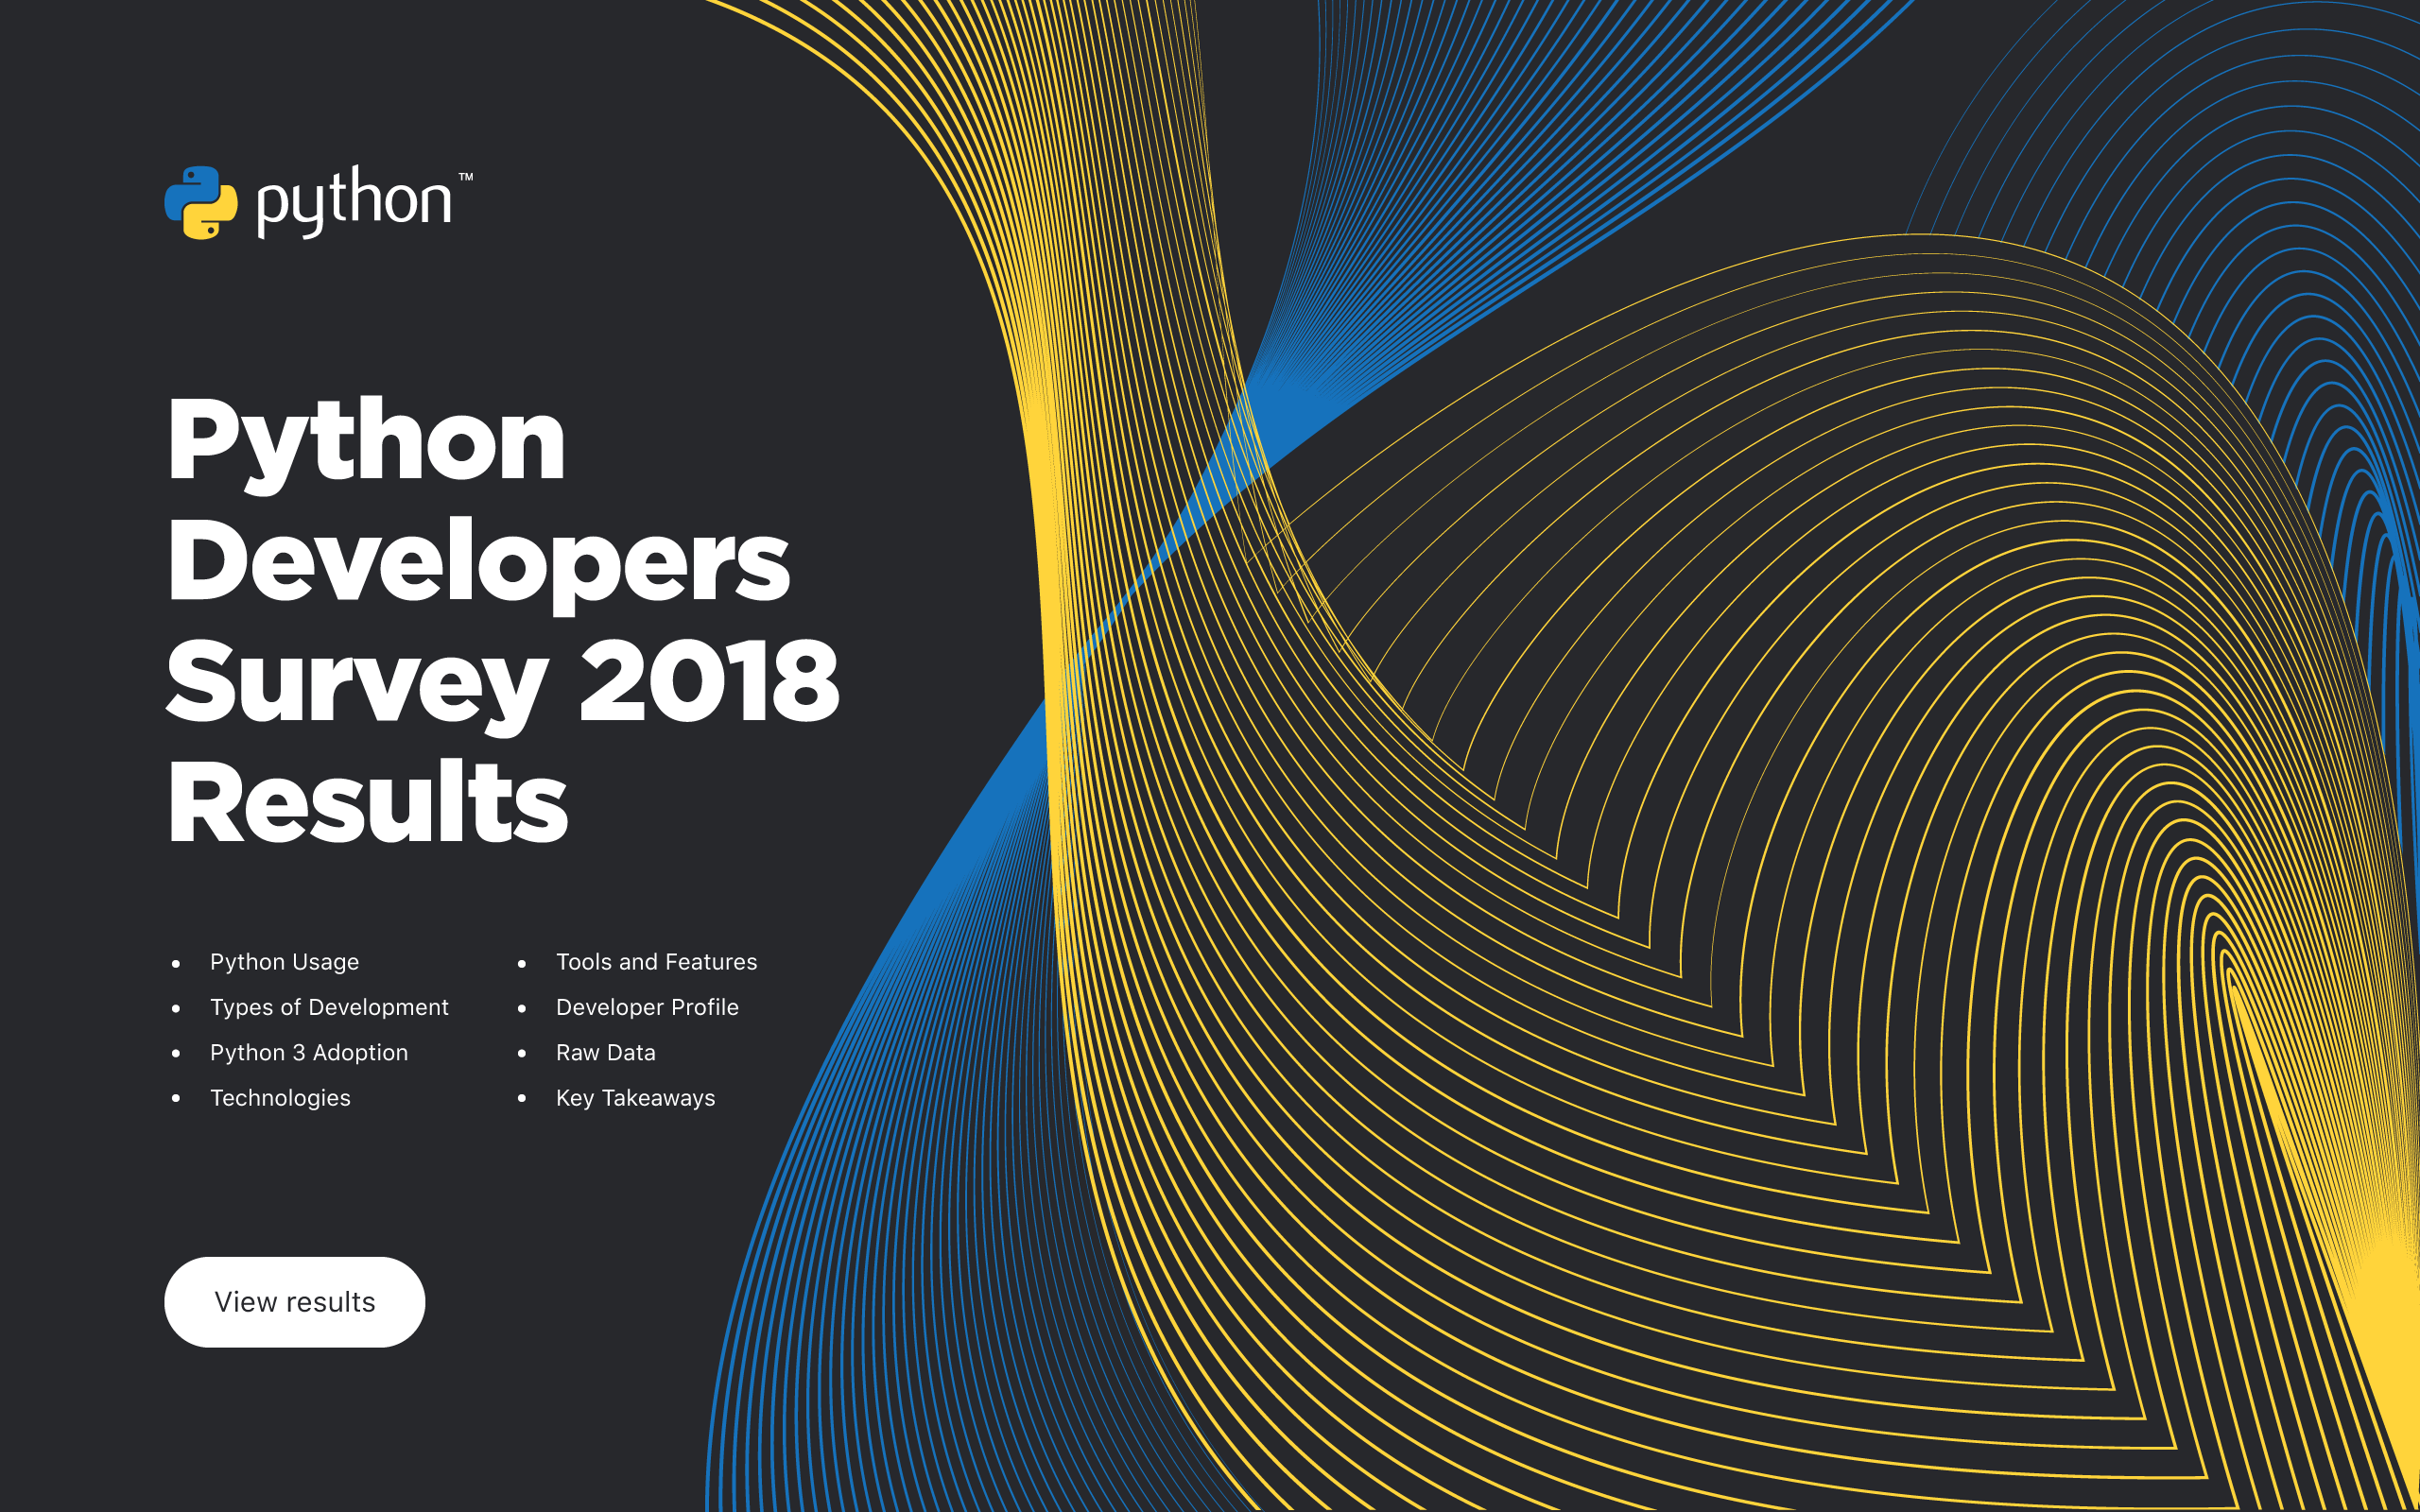 python™
Python
Developers
Survey 2018
Results
• Python Usage
• Types of Development
• Python 3 Adoption
• Technologies
• Tools and Features
• Developer Profile
• Raw Data
• Key Takeaways
View results